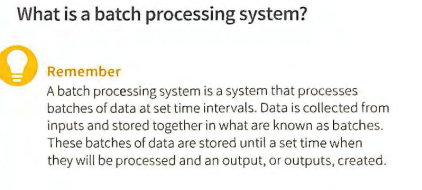 What is a batch processing system?
Remember
A batch processing system is a system that processes
batches of data at set time intervals. Data is collected from
inputs and stored together in what are known as batches.
These batches of data are stored until a set time when
they will be processed and an output, or outputs, created.